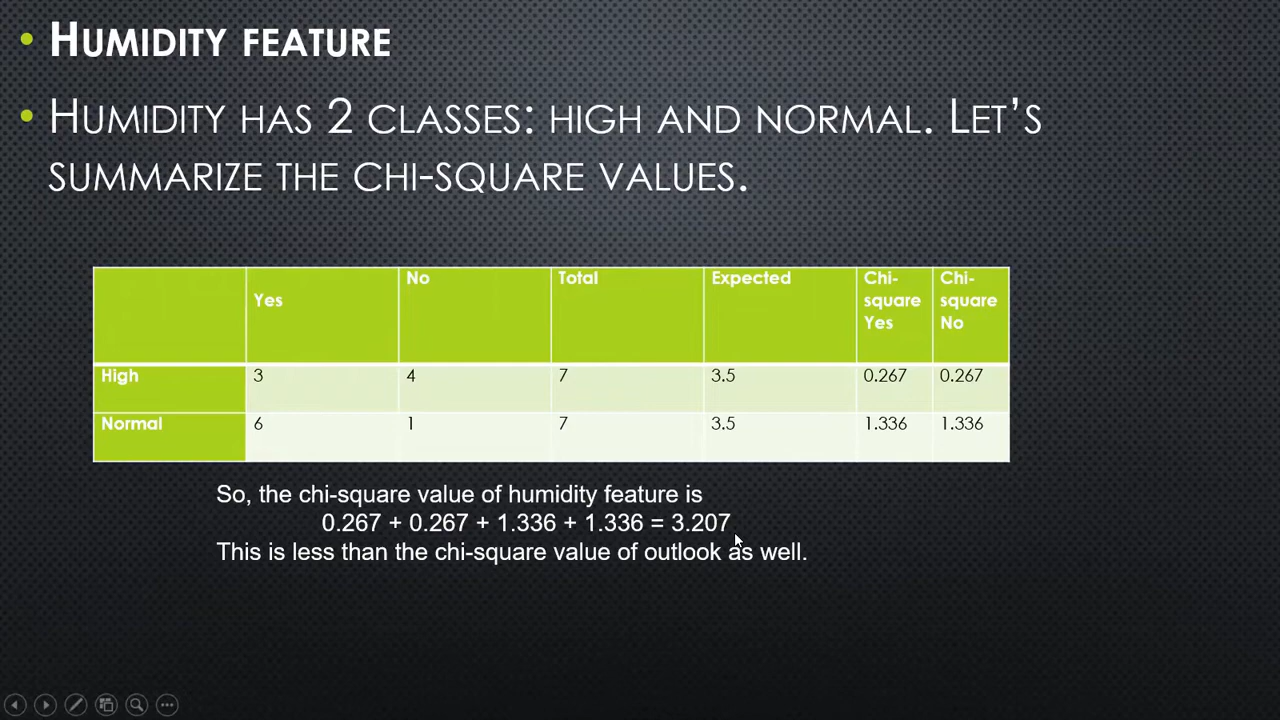 HUMIDITY FEATURE
HUMIDITY HAS 2 CLASSES: HIGH AND NORMAL. LET'S
SUMMARIZE THE CHI-SQUARE VALUES.
Yes No Total Expected Chi-square Yes Chi-square No
High 3 4 7 3.5 0.267 0.267
Normal 6 1 7 3.5 1.336 1.336
So, the chi-square value of humidity feature is
0.267 + 0.267 + 1.336 + 1.336 = 3.207
This is less than the chi-square value of outlook as well.